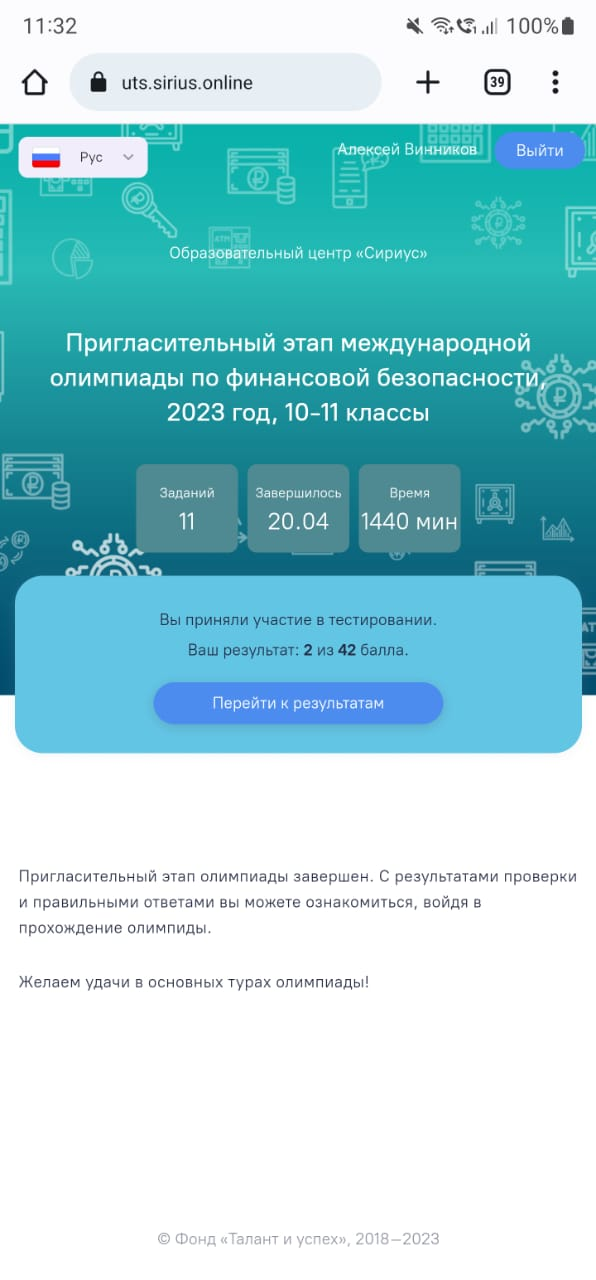 11:32
100%
uts.sirius.online
39
Рус
Алексей Винников
Выйти
ATM
Образовательный центр «Сириус»
Пригласительный этап международной
олимпиады по финансовой безопасности,
2023 год, 10-11 классы
Заданий
11
Завершилось
20.04
Время
1440 мин
Вы приняли участие в тестировании.
Ваш результат: 2 из 42 балла.
Перейти к результатам
Пригласительный этап олимпиады завершен. С результатами проверки
и правильными ответами вы можете ознакомиться, войдя в
прохождение олимпиды.
Желаем удачи в основных турах олимпиады!
© Фонд «Талант и успех», 2018—2023